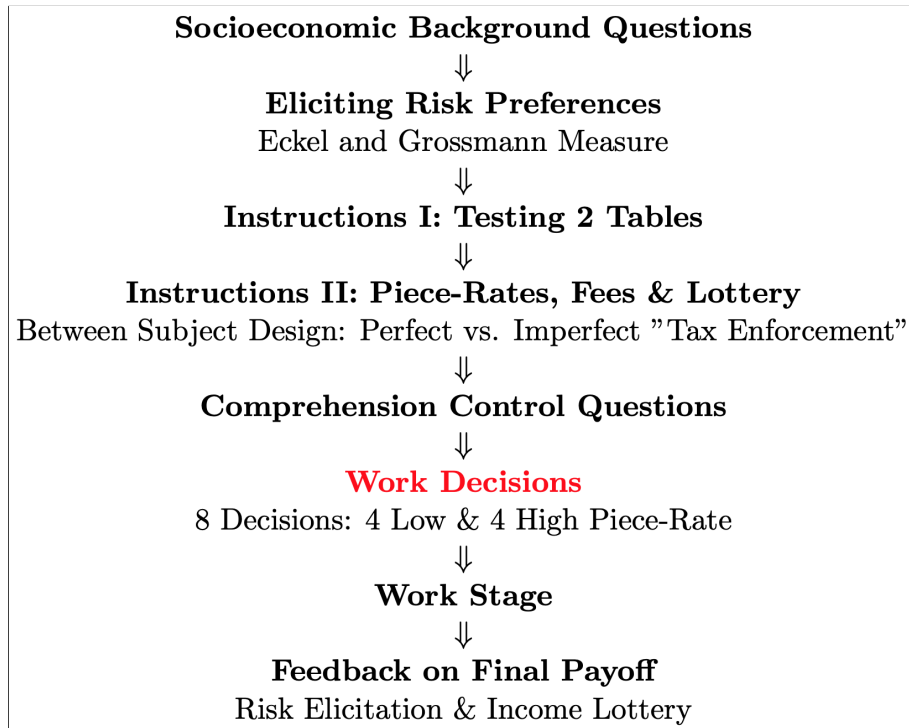 Socioeconomic Background Questions
⇓
Eliciting Risk Preferences
Eckel and Grossmann Measure
⇓
Instructions I: Testing 2 Tables
⇓
Instructions II: Piece-Rates, Fees & Lottery
Between Subject Design: Perfect vs. Imperfect ”Tax Enforcement”
⇓
Comprehension Control Questions
⇓
Work Decisions
8 Decisions: 4 Low & 4 High Piece-Rate
⇓
Work Stage
⇓
Feedback on Final Payoff
Risk Elicitation & Income Lottery